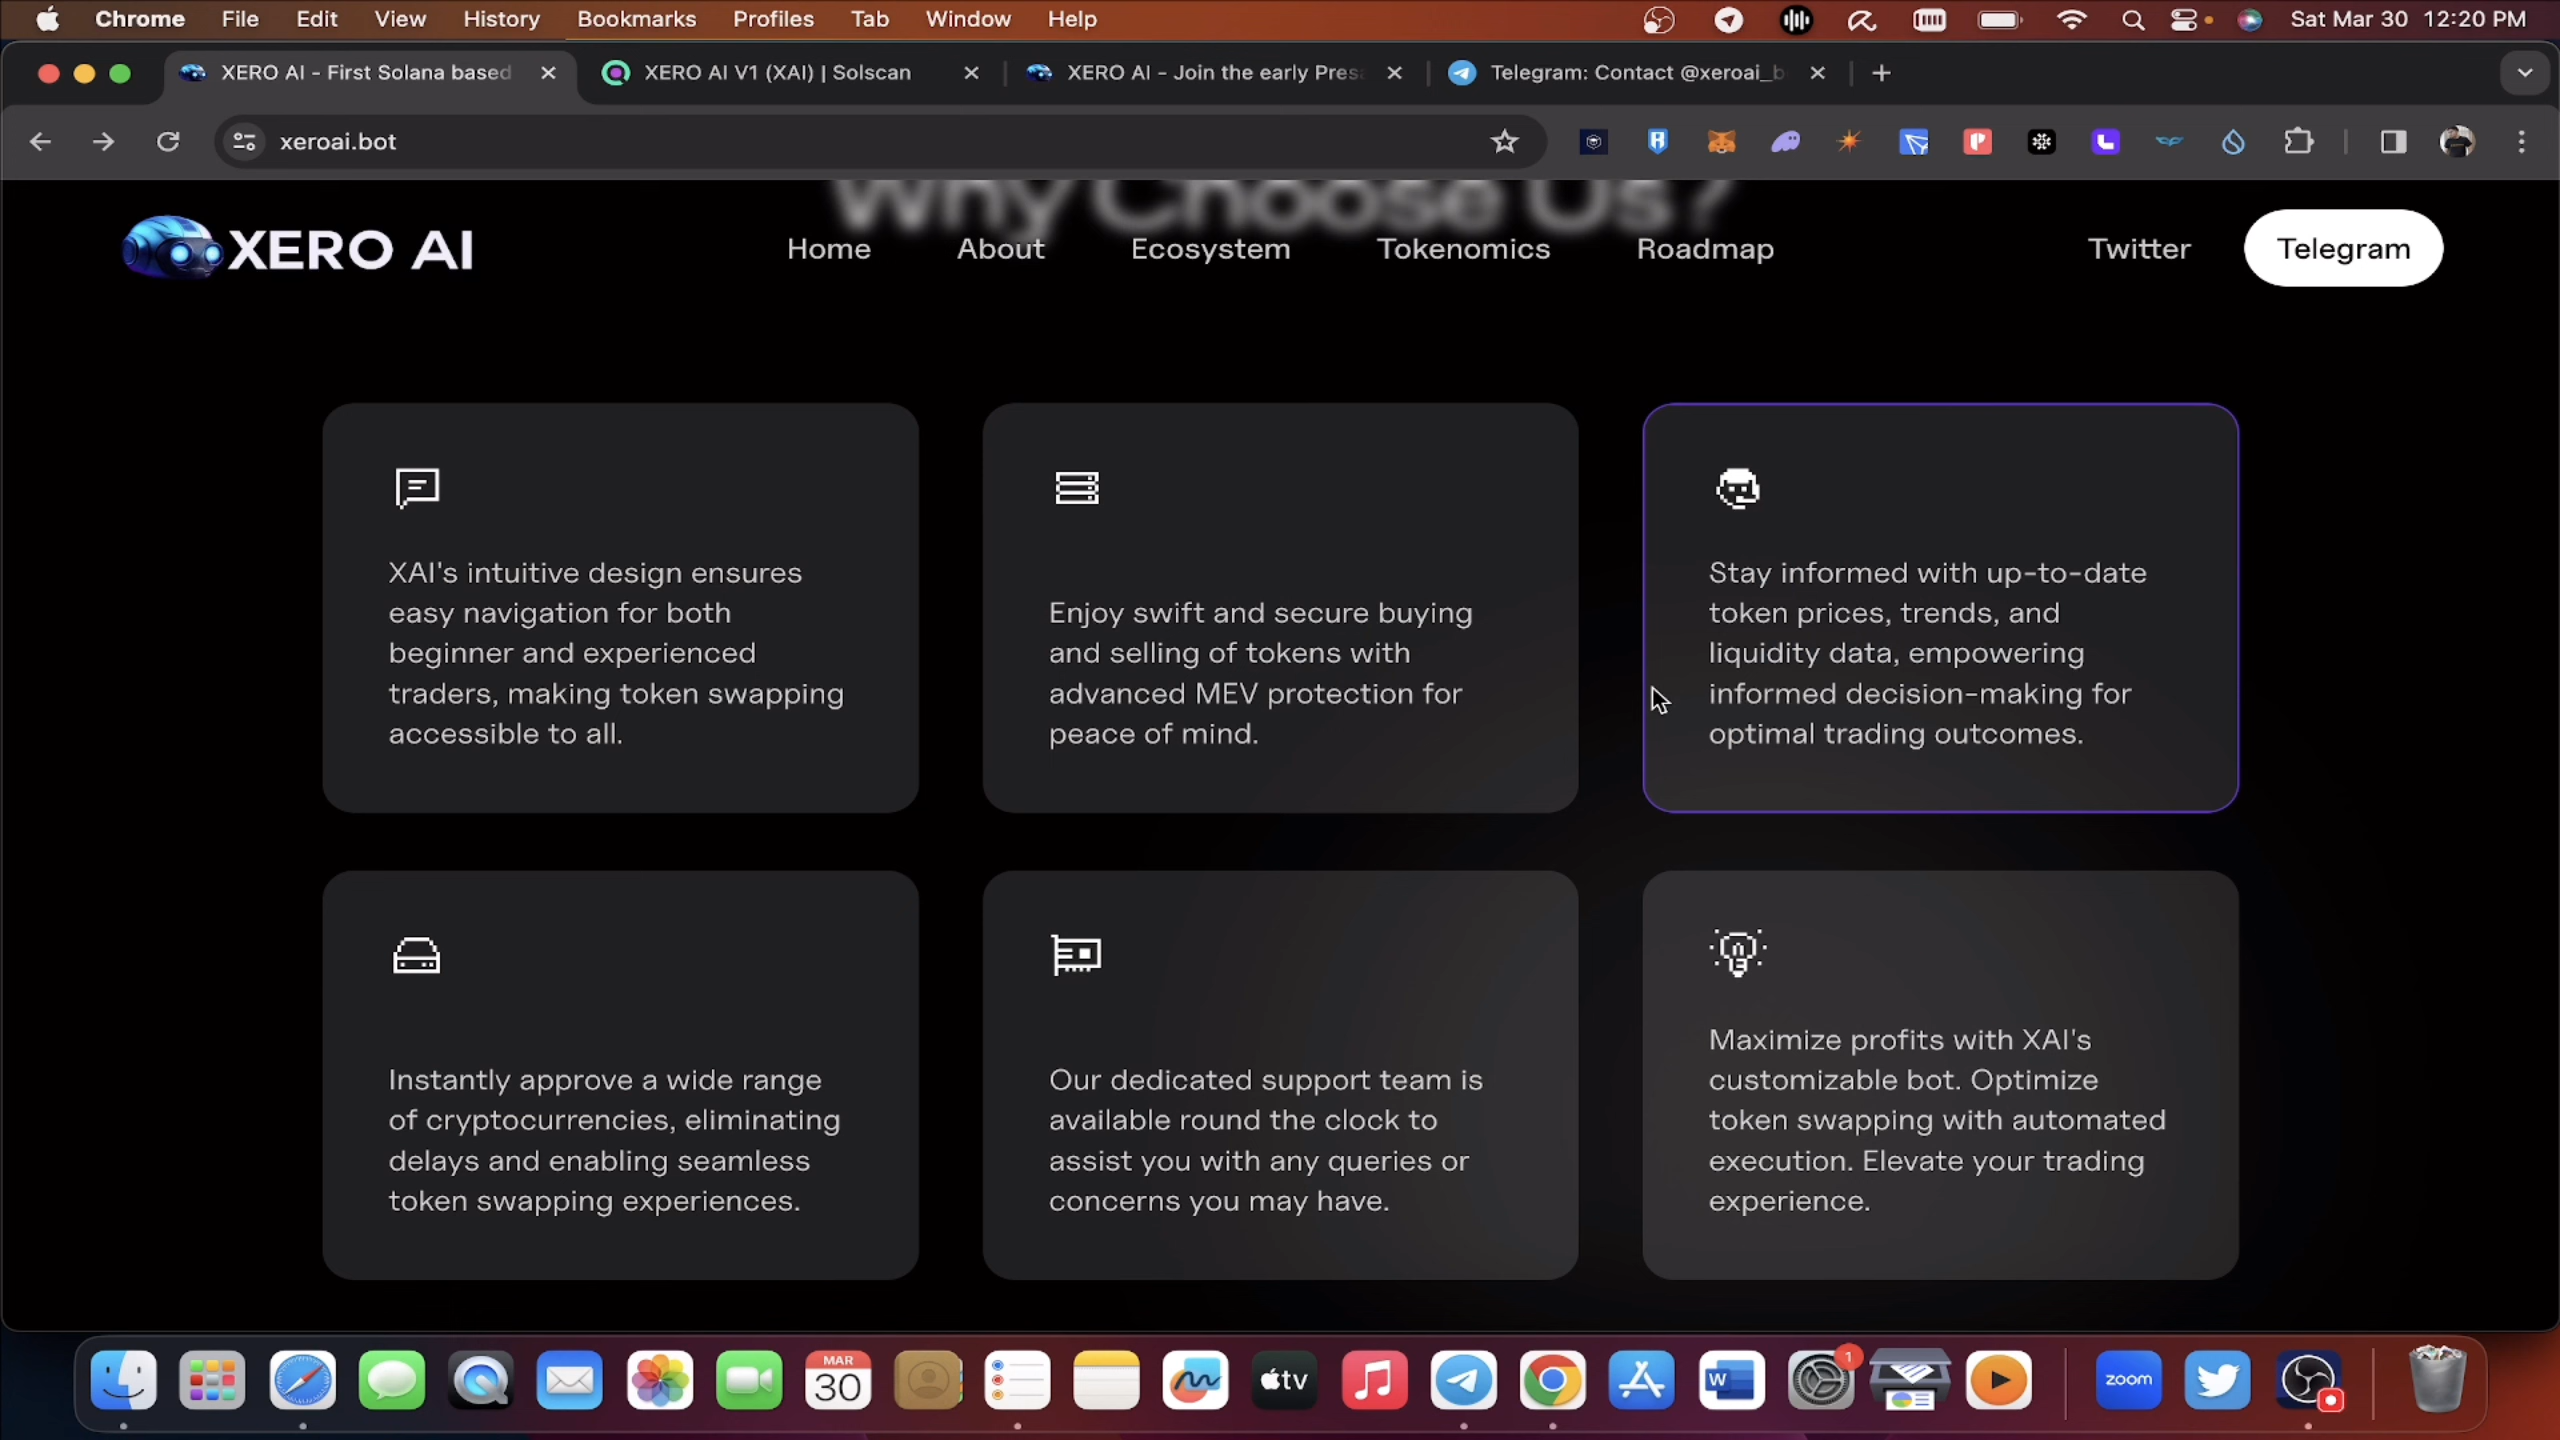 Chrome File Edit View History Bookmarks Profiles Tab Window Help Sat Mar 30 12:20 PM
XERO AI - First Solana based XERO AI V1 (XAI) | Solscan XERO AI - Join the early Presa Telegram: Contact @xeroai_b
xeroai.bot
Why Choose Us?
XERO AI Home About Ecosystem Tokenomics Roadmap Twitter Telegram
XAI's intuitive design ensures
easy navigation for both
beginner and experienced
traders, making token swapping
accessible to all.
Enjoy swift and secure buying
and selling of tokens with
advanced MEV protection for
peace of mind.
Stay informed with up-to-date
token prices, trends, and
liquidity data, empowering
informed decision-making for
optimal trading outcomes.
Instantly approve a wide range
of cryptocurrencies, eliminating
delays and enabling seamless
token swapping experiences.
Our dedicated support team is
available round the clock to
assist you with any queries or
concerns you may have.
Maximize profits with XAI's
customizable bot. Optimize
token swapping with automated
execution. Elevate your trading
experience.
MAR
30
tv
W
1
zoom